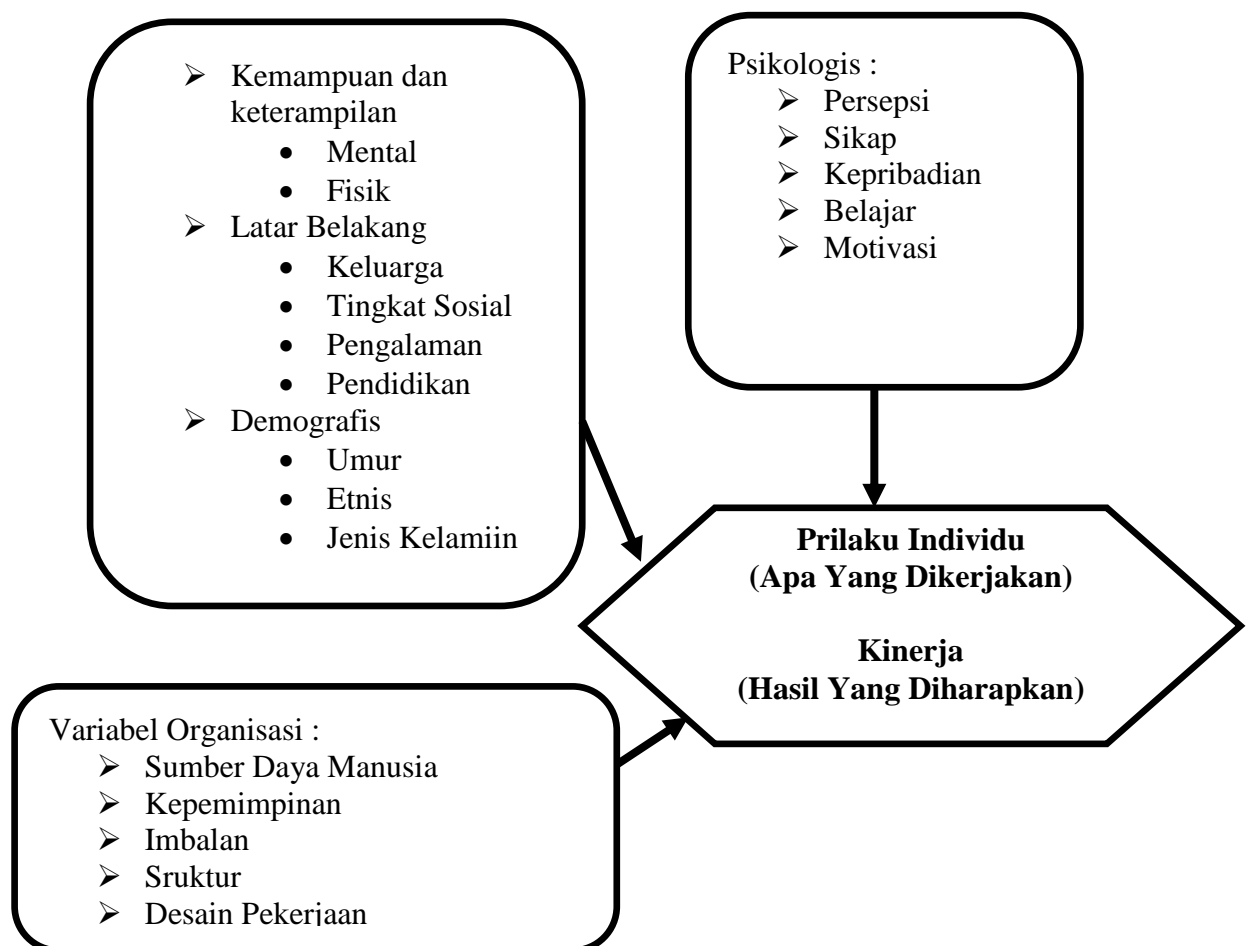 ➢ Kemampuan dan
keterampilan
• Mental
• Fisik
➢ Latar Belakang
• Keluarga
• Tingkat Sosial
• Pengalaman
• Pendidikan
➢ Demografis
• Umur
• Etnis
• Jenis Kelamiin
Psikologis :
➢ Persepsi
➢ Sikap
➢ Kepribadian
➢ Belajar
➢ Motivasi
Prilaku Individu
(Apa Yang Dikerjakan)
Kinerja
(Hasil Yang Diharapkan)
Variabel Organisasi :
➢ Sumber Daya Manusia
➢ Kepemimpinan
➢ Imbalan
➢ Sruktur
➢ Desain Pekerjaan